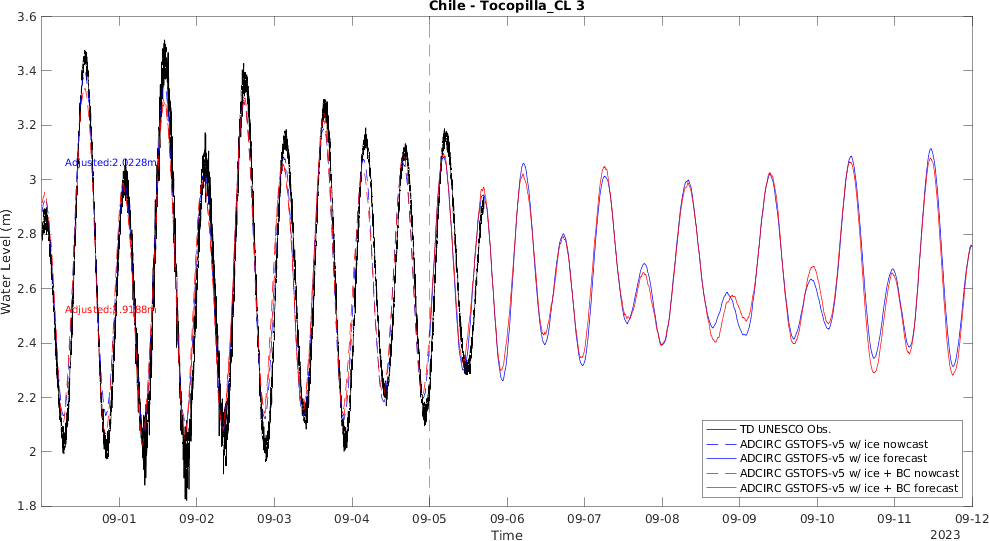 Chile - Tocopilla_CL 3
3.6
3.4
3.2
3
2.8
2.6
2.4
2.2
2
1.8
Water Level (m)
Adjusted:2.0228m
Adjusted:1.9188m
TD UNESCO Obs.
ADCIRC GSTOFS-v5 w/ ice nowcast
ADCIRC GSTOFS-v5 w/ ice forecast
ADCIRC GSTOFS-v5 w/ ice + BC nowcast
ADCIRC GSTOFS-v5 w/ ice + BC forecast
09-01 09-02 09-03 09-04 09-05 09-06 09-07 09-08 09-09 09-10 09-11 09-12
Time
2023